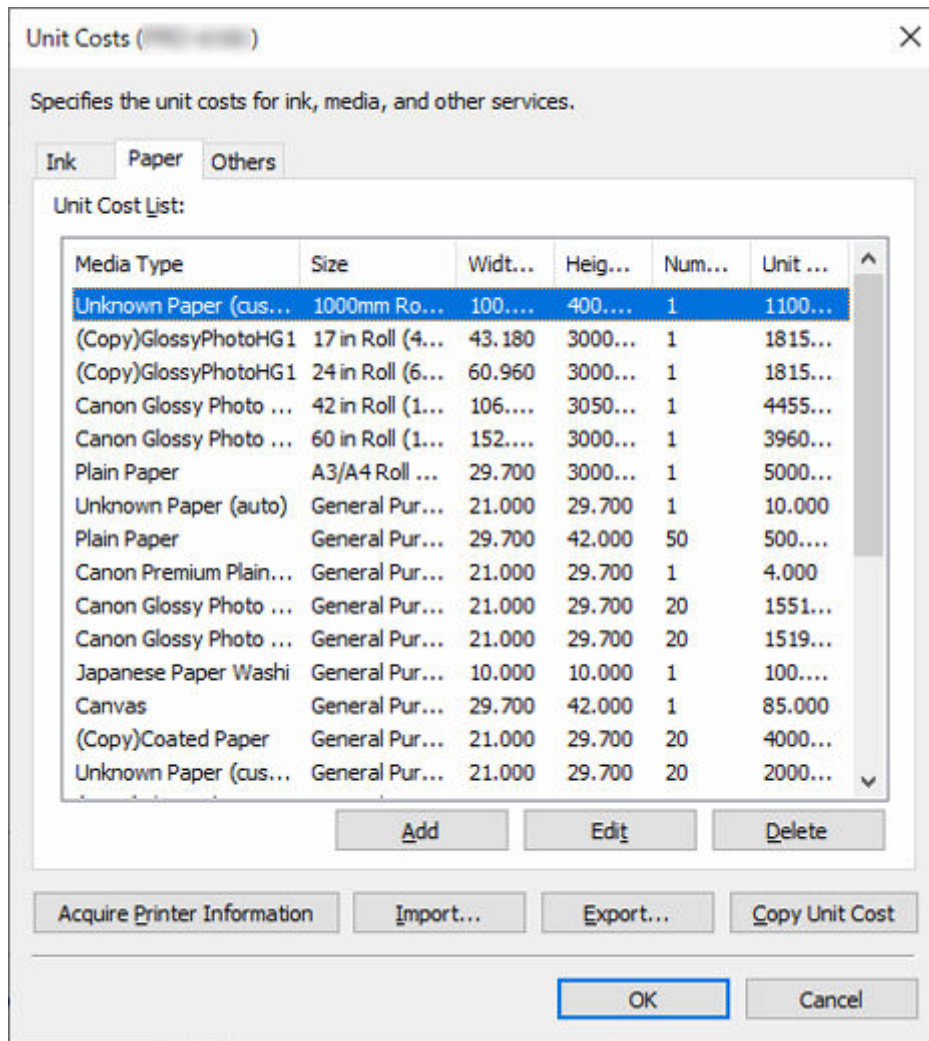 Unit Costs ( )
Specifies the unit costs for ink, media, and other services.
Ink Paper Others
Unit Cost List:
Media Type Size Widt... Heig... Num... Unit ...
Unknown Paper (cus... 1000mm Ro... 100.... 400.... 1 1100...
(Copy)GlossyPhotoHG1 17 in Roll (4... 43.180 3000... 1 1815...
(Copy)GlossyPhotoHG1 24 in Roll (6... 60.960 3000... 1 1815...
Canon Glossy Photo ... 42 in Roll (1... 106.... 3050... 1 4455...
Canon Glossy Photo ... 60 in Roll (1... 152.... 3000... 1 3960...
Plain Paper A3/A4 Roll ... 29.700 3000... 1 5000...
Unknown Paper (auto) General Pur... 21.000 29.700 1 10.000
Plain Paper General Pur... 29.700 42.000 50 500....
Canon Premium Plain... General Pur... 21.000 29.700 1 4.000
Canon Glossy Photo ... General Pur... 21.000 29.700 20 1551...
Canon Glossy Photo ... General Pur... 21.000 29.700 20 1519...
Japanese Paper Washi General Pur... 10.000 10.000 1 100....
Canvas General Pur... 29.700 42.000 1 85.000
(Copy)Coated Paper General Pur... 21.000 29.700 20 4000...
Unknown Paper (cus... General Pur... 21.000 29.700 20 2000...
Add Edit Delete
Acquire Printer Information Import... Export... Copy Unit Cost
OK Cancel